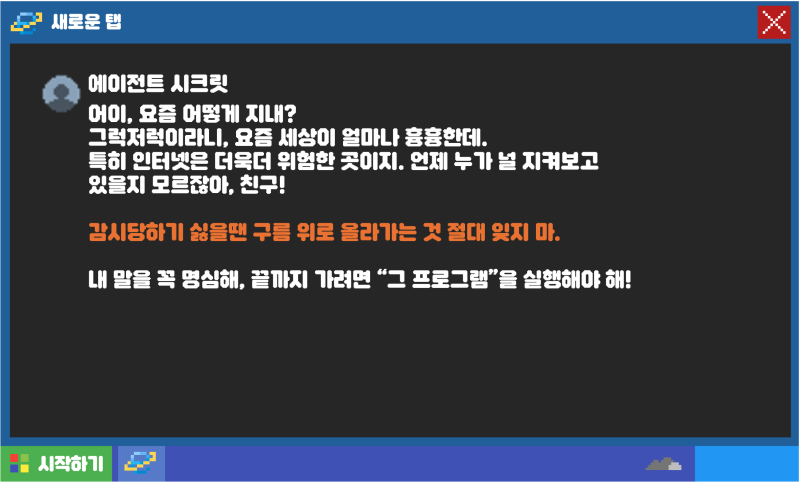 새로운 탭
에이전트 시크릿
어이, 요즘 어떻게 지내?
그럭저럭이라니, 요즘 세상이 얼마나 흉흉한데.
특히 인터넷은 더욱더 위험한 곳이지. 언제 누가 널 지켜보고
있을지 모르잖아, 친구!
감시당하기 싫을땐 구름 위로 올라가는 것 절대 잊지 마.
내 말을 꼭 명심해, 끝까지 가려면 “그 프로그램”을 실행해야 해!
시작하기